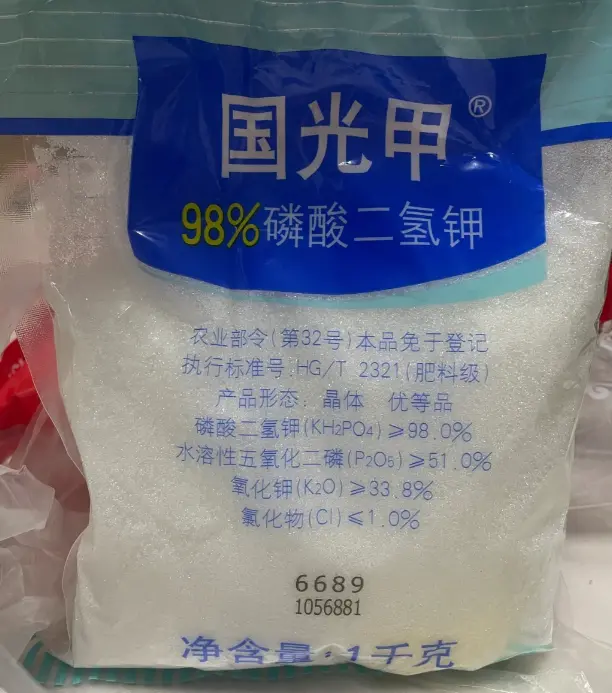 国光甲®
98%磷酸二氢钾
农业部令(第32号)本品免于登记
执行标准号:HG/T 2321(肥料级)
产品形态: 晶体 优等品
磷酸二氢钾(KH2PO4)≥98.0%
水溶性五氧化二磷(P2O5)≥51.0%
氧化钾(K2O)≥33.8%
氯化物(Cl)≤1.0%
6689
1056881
净含量:1千克